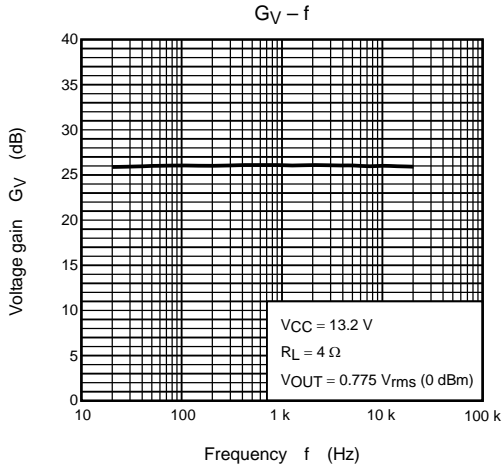 GV – f
Voltage gain GV (dB)
40
35
30
25
20
15
10
5
0
VCC = 13.2 V
RL = 4 Ω
VOUT = 0.775 Vrms (0 dBm)
10
100
1 k
10 k
100 k
Frequency f (Hz)